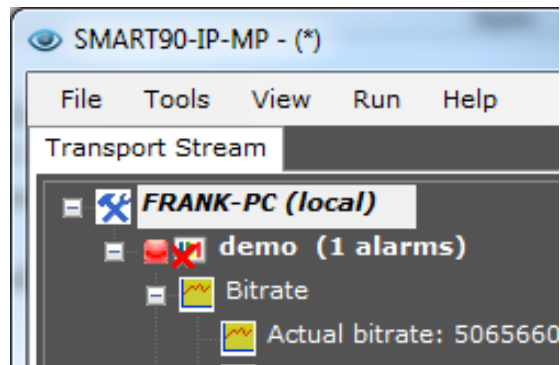 SMART90-IP-MP - (*)
File Tools View Run Help
Transport Stream
FRANK-PC (local)
demo (1 alarms)
Bitrate
Actual bitrate: 5065660